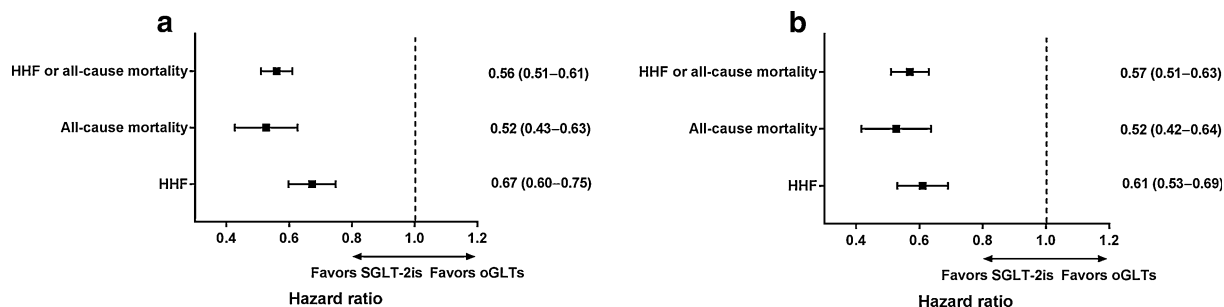 a
HHF or all-cause mortality 0.56 (0.51–0.61)
All-cause mortality 0.52 (0.43–0.63)
HHF 0.67 (0.60–0.75)
0.4 0.6 0.8 1.0 1.2
Favors SGLT-2is Favors oGLTs
Hazard ratio
b
HHF or all-cause mortality 0.57 (0.51–0.63)
All-cause mortality 0.52 (0.42–0.64)
HHF 0.61 (0.53–0.69)
0.4 0.6 0.8 1.0 1.2
Favors SGLT-2is Favors oGLTs
Hazard ratio